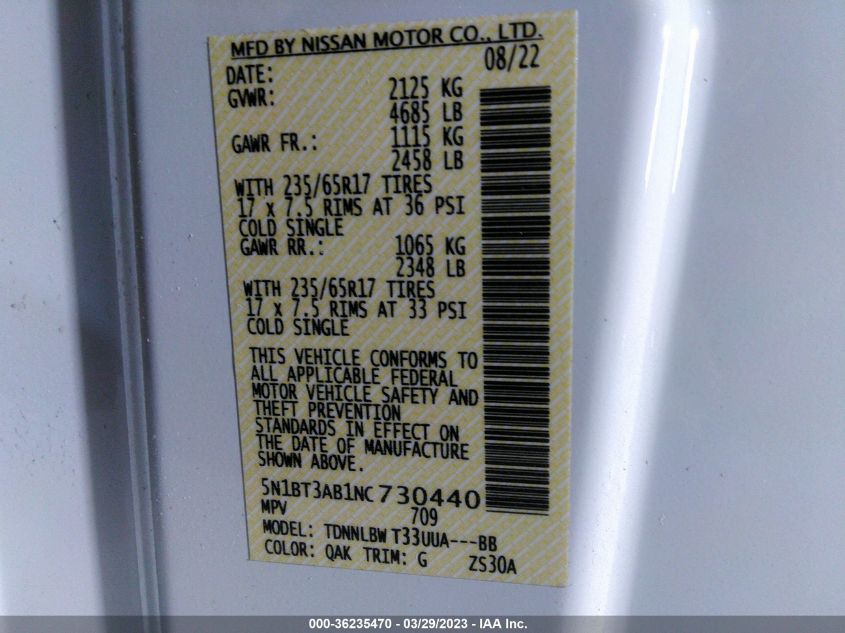 MFD BY NISSAN MOTOR CO., LTD.
DATE: 08/22
GVWR: 2125 KG
4685 LB
GAWR FR.: 1115 KG
2458 LB
WITH 235/65R17 TIRES
17 x 7.5 RIMS AT 36 PSI
COLD SINGLE
GAWR RR.: 1065 KG
2348 LB
WITH 235/65R17 TIRES
17 x 7.5 RIMS AT 33 PSI
COLD SINGLE
THIS VEHICLE CONFORMS TO
ALL APPLICABLE FEDERAL
MOTOR VEHICLE SAFETY AND
THEFT PREVENTION
STANDARDS IN EFFECT ON
THE DATE OF MANUFACTURE
SHOWN ABOVE.
5N1BT3AB1NC730440
MPV 709
MODEL: TDNNLBW T33UUA---BB
COLOR: QAK TRIM: G ZS30A
000-36235470 — 03/29/2023 — IAA Inc.